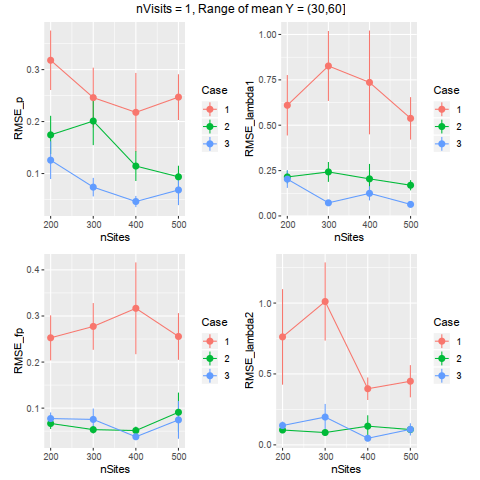 nVisits = 1, Range of mean Y = (30,60]
RMSE_p
0.3
0.2
0.1
200 300 400 500
nSites
Case
1
2
3
RMSE_lambda1
1.00
0.75
0.50
0.25
0.00
200 300 400 500
nSites
Case
1
2
3
RMSE_fp
0.4
0.3
0.2
0.1
200 300 400 500
nSites
Case
1
2
3
RMSE_lambda2
1.0
0.5
0.0
200 300 400 500
nSites
Case
1
2
3